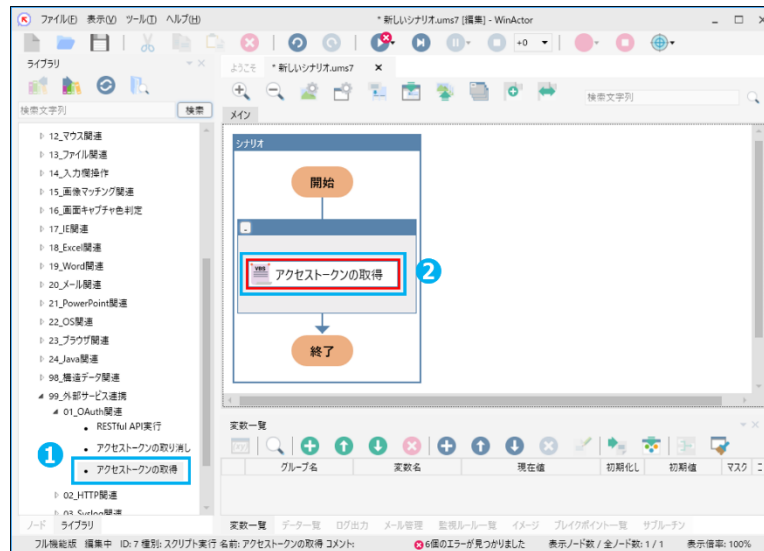 ファイル(F) 表示(V) ツール(T) ヘルプ(H)
* 新しいシナリオ.ums7 [編集] - WinActor
+0
ライブラリ
ようこそ
* 新しいシナリオ.ums7
検索文字列
検索
検索文字列
メイン
12_マウス関連
13_ファイル関連
14_入力欄操作
15_画像マッチング関連
16_画面キャプチャ色判定
17_IE関連
18_Excel関連
19_Word関連
20_メール関連
21_PowerPoint関連
22_OS関連
23_ブラウザ関連
24_Java関連
98_構造データ関連
99_外部サービス連携
01_OAuth関連
RESTful API実行
アクセストークンの取り消し
アクセストークンの取得
02_HTTP関連
03_Syslog関連
1
シナリオ
開始
VBS
アクセストークンの取得
2
終了
変数一覧
グループ名 変数名 現在値 初期化し 初期値 マスク コ
ノード ライブラリ
変数一覧 データ一覧 ログ出力 メール管理 監視ルール一覧 イメージ ブレイクポイント一覧 サブルーチン
フル機能版 編集中 ID: 7 種別: スクリプト実行 名前: アクセストークンの取得 コメント:
6個のエラーが見つかりました
表示ノード数 / 全ノード数: 1 / 1
表示倍率: 100%